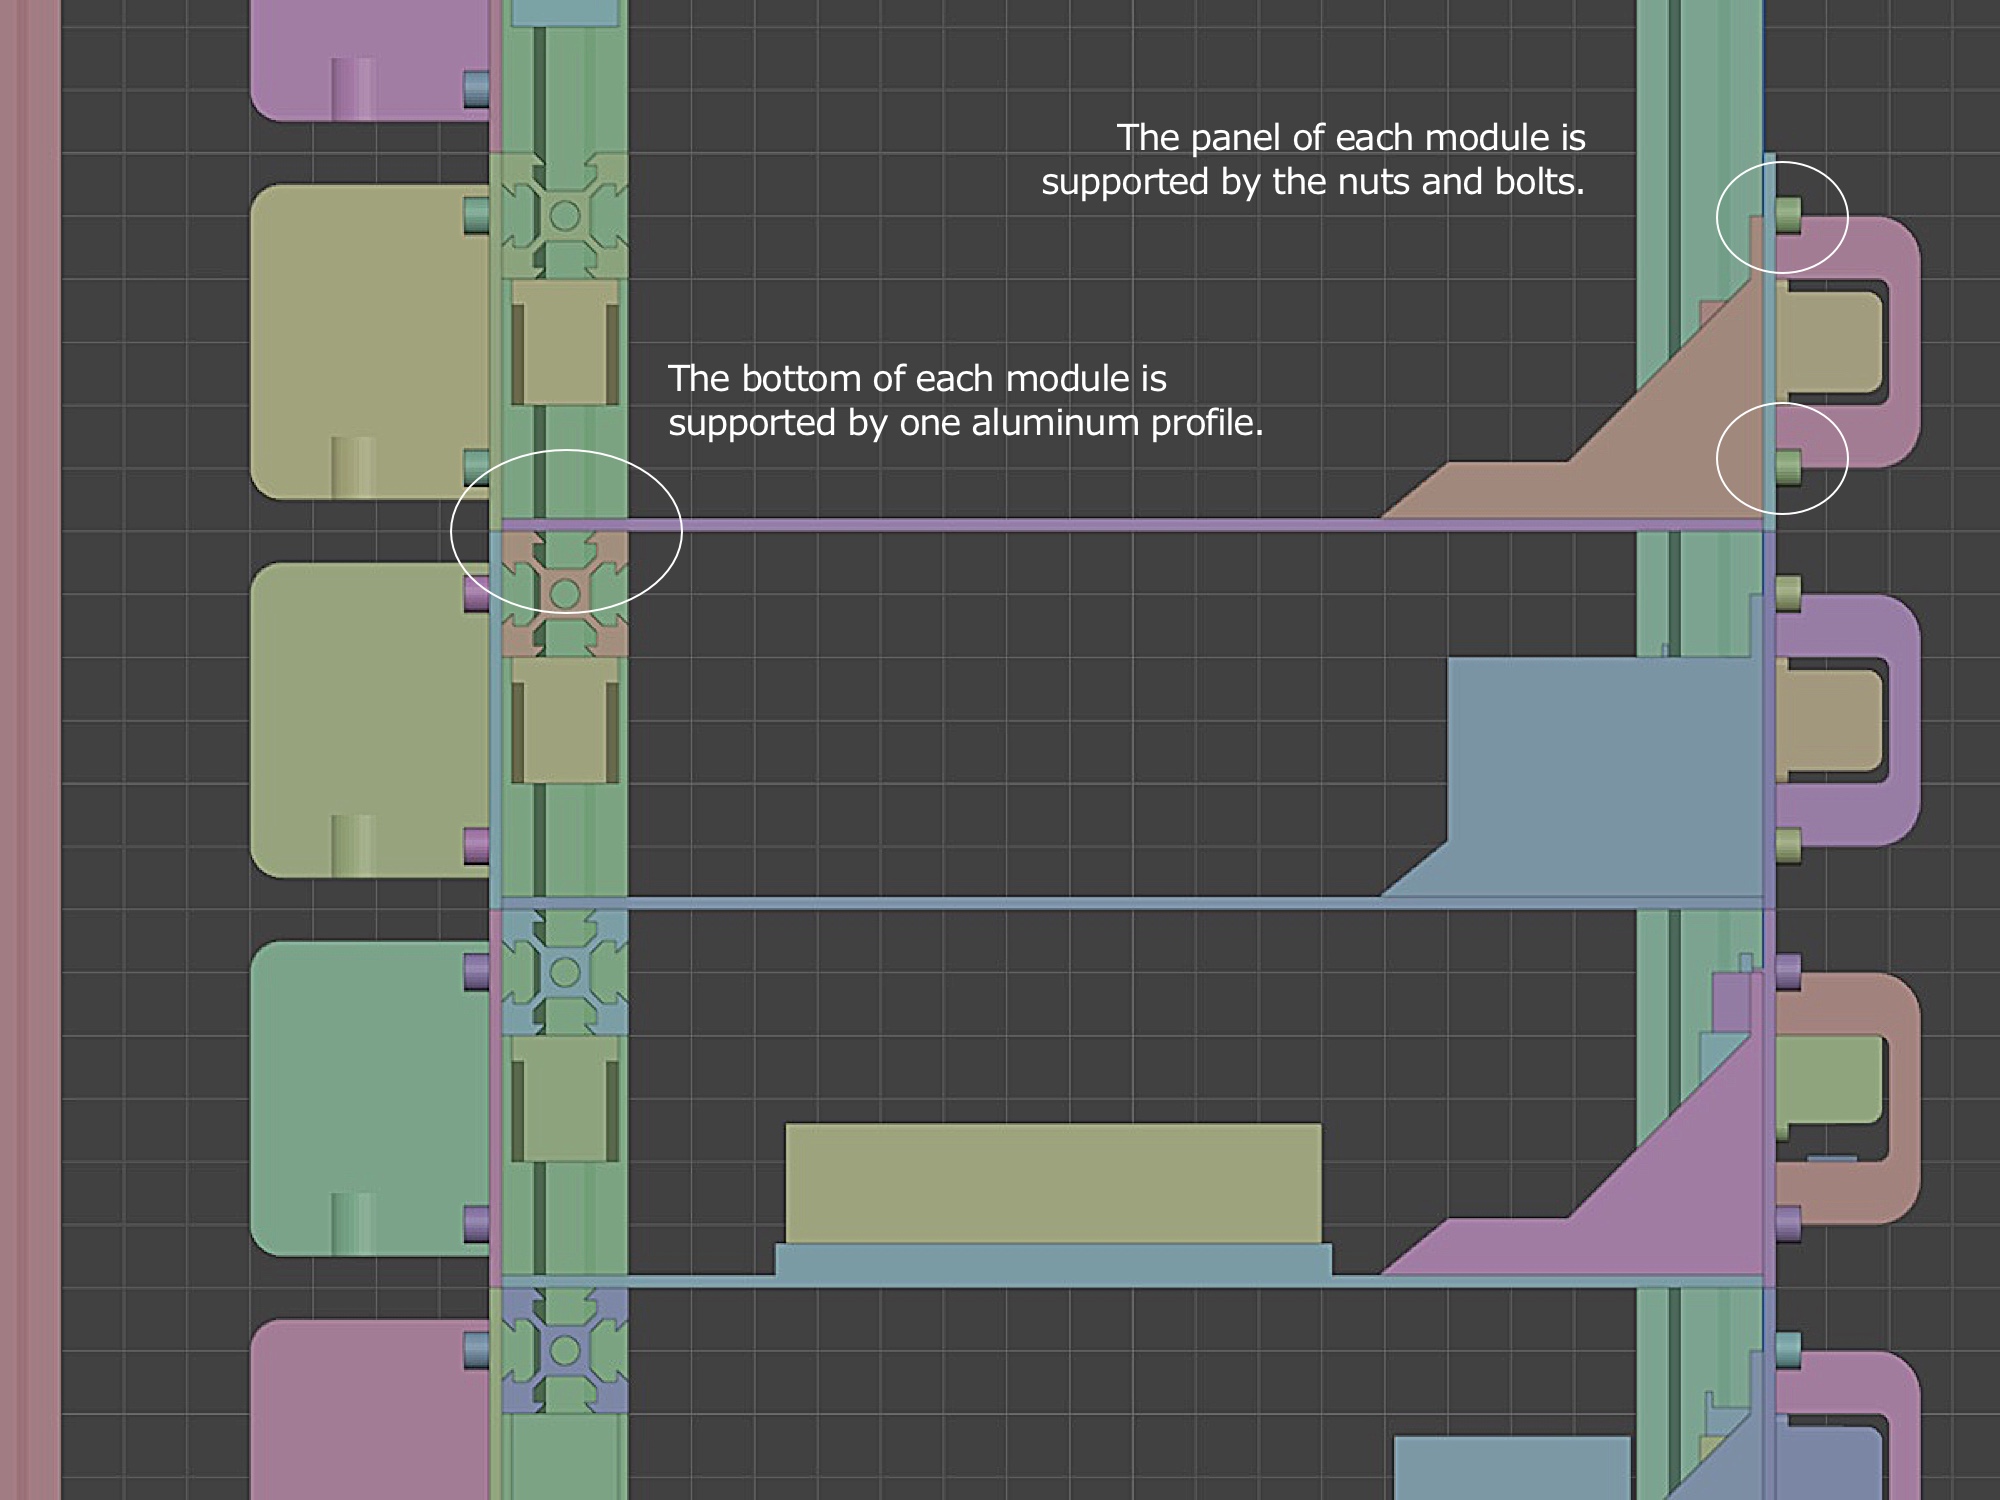 The panel of each module is
supported by the nuts and bolts.
The bottom of each module is
supported by one aluminum profile.